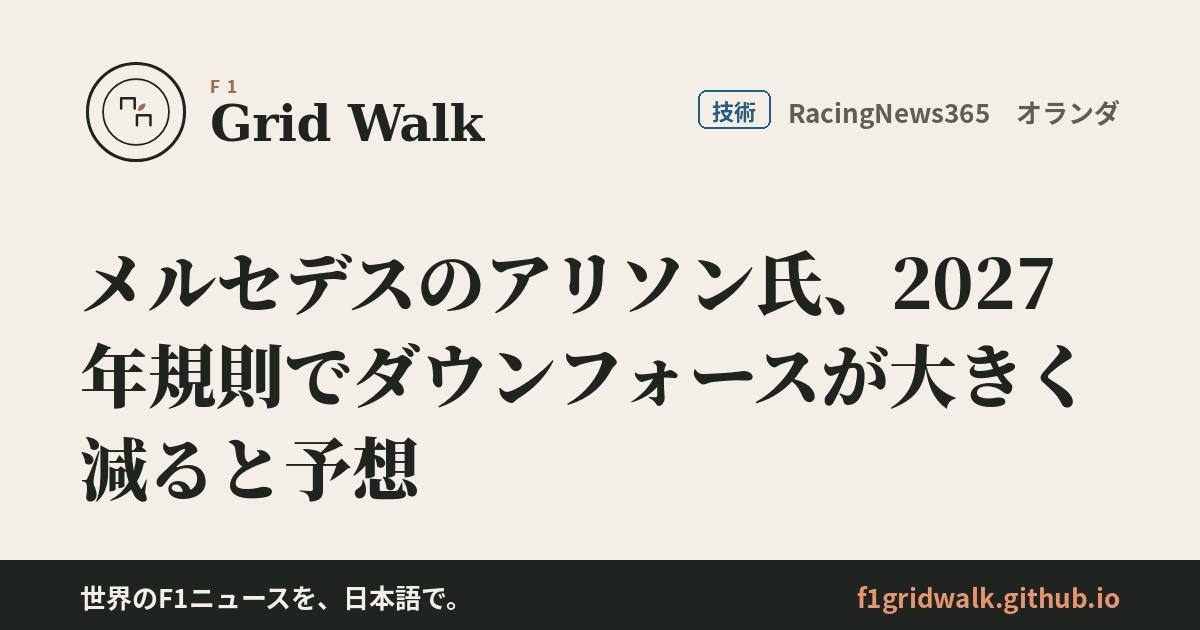 F1
Grid Walk
技術 RacingNews365 オランダ
メルセデスのアリソン氏、2027
年規則でダウンフォースが大きく
減ると予想
世界のF1ニュースを、日本語で。
f1gridwalk.github.io